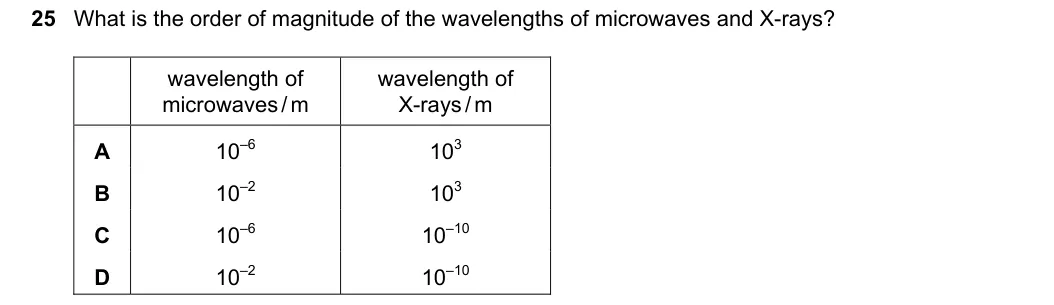 25 What is the order of magnitude of the wavelengths of microwaves and X-rays?
wavelength of microwaves / m wavelength of X-rays / m
A 10⁻⁶ 10³
B 10⁻² 10³
C 10⁻⁶ 10⁻¹⁰
D 10⁻² 10⁻¹⁰